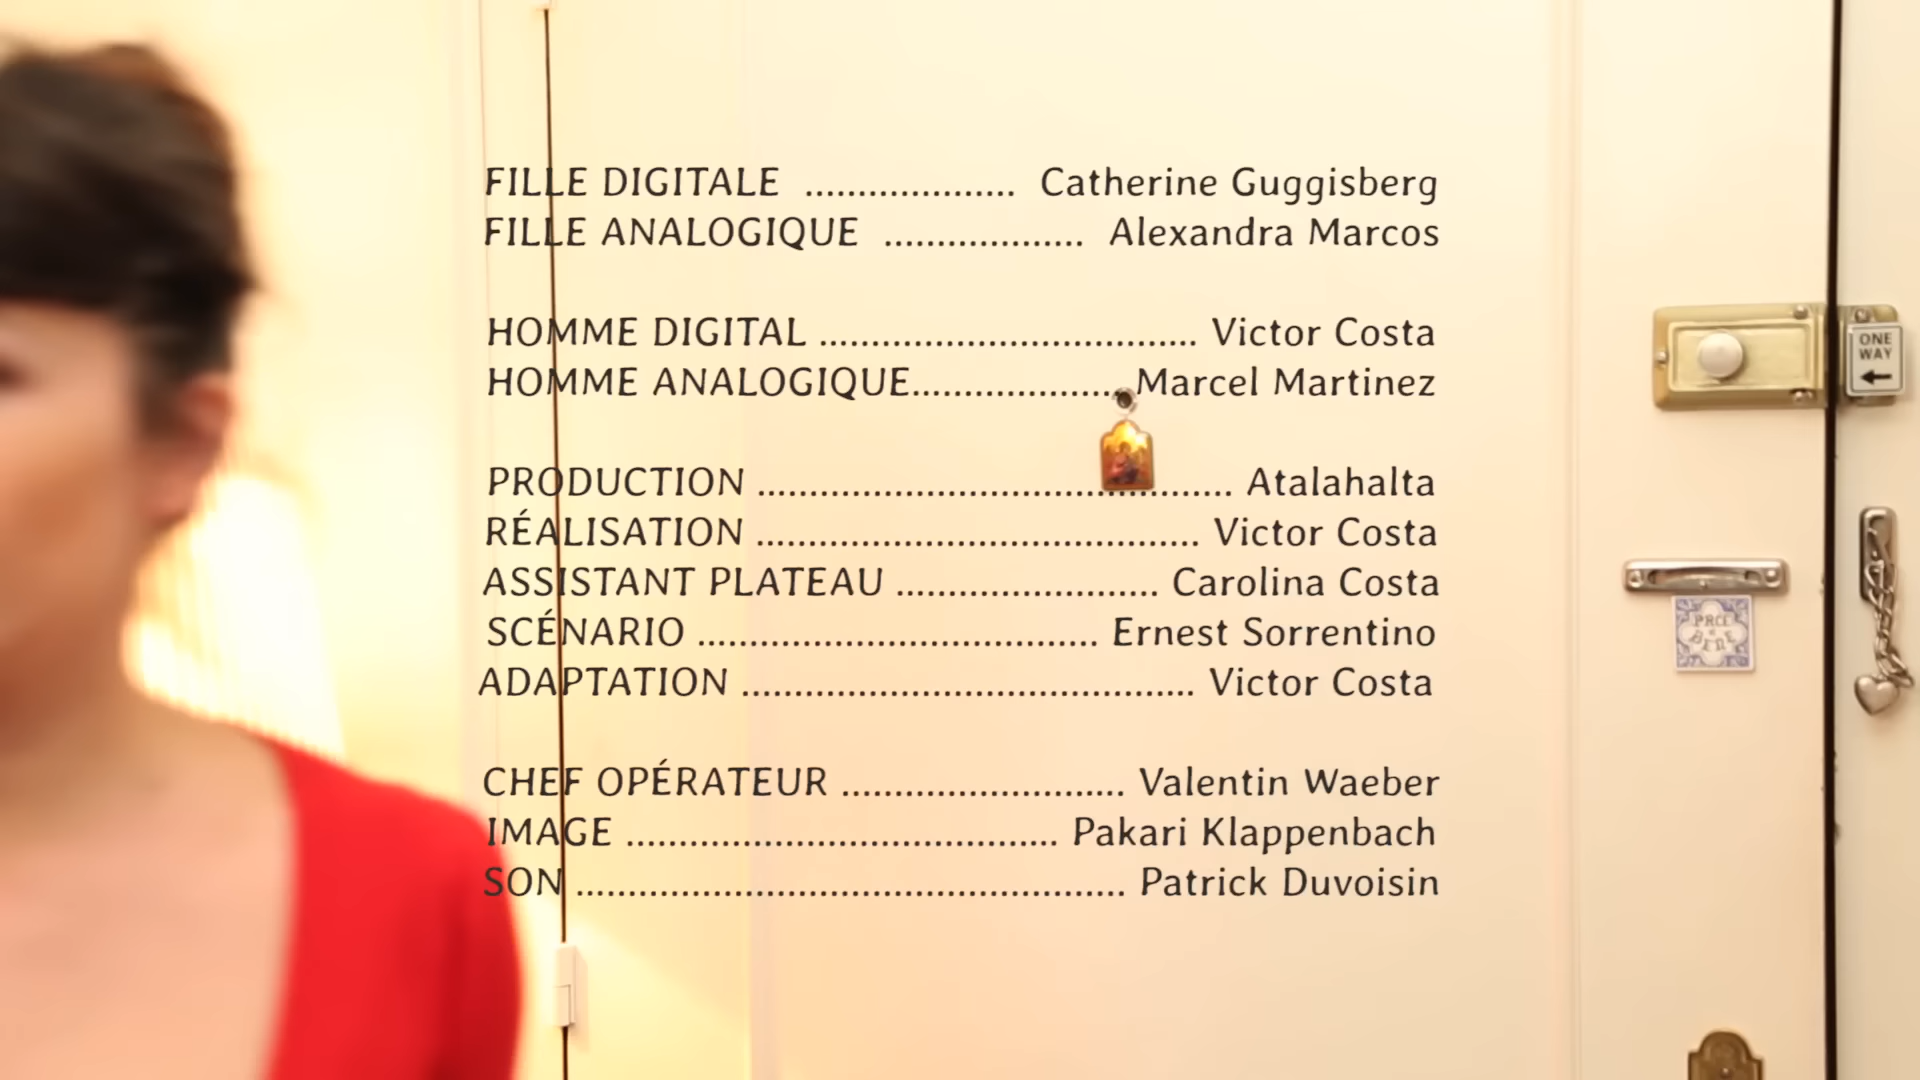 FILLE DIGITALE .................... Catherine Guggisberg
FILLE ANALOGIQUE ................... Alexandra Marcos
HOMME DIGITAL .................................... Victor Costa
HOMME ANALOGIQUE.................... Marcel Martinez
PRODUCTION ............................................. Atalahalta
RÉALISATION .......................................... Victor Costa
ASSISTANT PLATEAU ......................... Carolina Costa
SCÉNARIO ...................................... Ernest Sorrentino
ADAPTATION ........................................... Victor Costa
CHEF OPÉRATEUR ........................... Valentin Waeber
IMAGE ......................................... Pakari Klappenbach
SON .................................................... Patrick Duvoisin
ONE
WAY